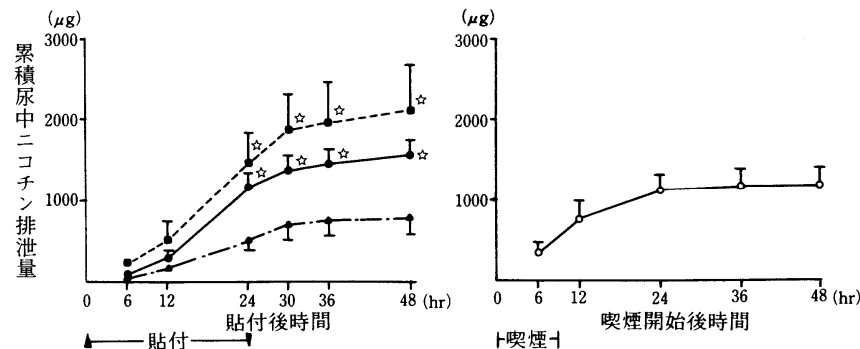 (μg)
3000
2000
1000
累積尿中ニコチン排泄量
☆
☆
☆
☆
☆
☆
☆
☆
0 6 12 24 30 36 48 (hr)
貼付後時間
貼付
(μg)
3000
2000
1000
0 6 12 24 36 48 (hr)
喫煙開始後時間
喫煙